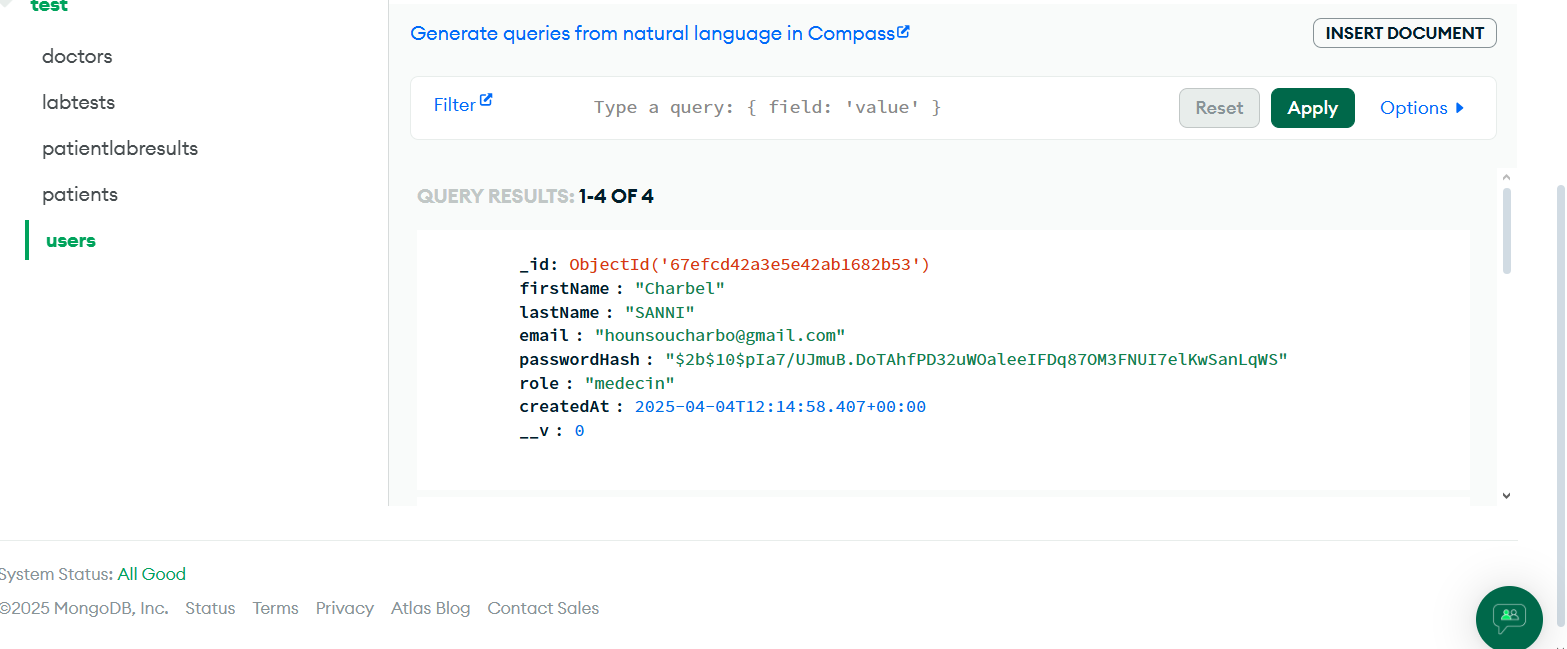 test
doctors
labtests
patientlabresults
patients
users
Generate queries from natural language in Compass
INSERT DOCUMENT
Filter
Type a query: { field: 'value' }
Reset
Apply
Options
QUERY RESULTS: 1-4 OF 4
_id: ObjectId('67efcd42a3e5e42ab1682b53')
firstName : "Charbel"
lastName : "SANNI"
email : "hounsoucharbo@gmail.com"
passwordHash : "$2b$10$pIa7/UJmuB.DoTAhfPD32uWOaleeIFDq87OM3FNUI7elKwSanLqWS"
role : "medecin"
createdAt : 2025-04-04T12:14:58.407+00:00
__v : 0
System Status: All Good
©2025 MongoDB, Inc. Status Terms Privacy Atlas Blog Contact Sales